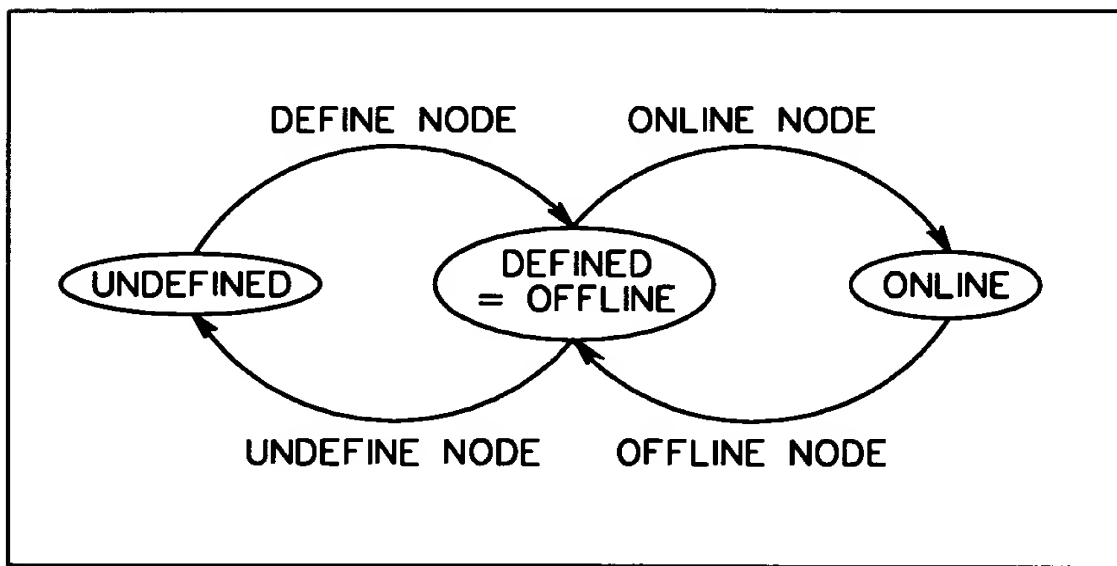 DEFINE NODE
ONLINE NODE
UNDEFINED
DEFINED
= OFFLINE
ONLINE
UNDEFINE NODE
OFFLINE NODE